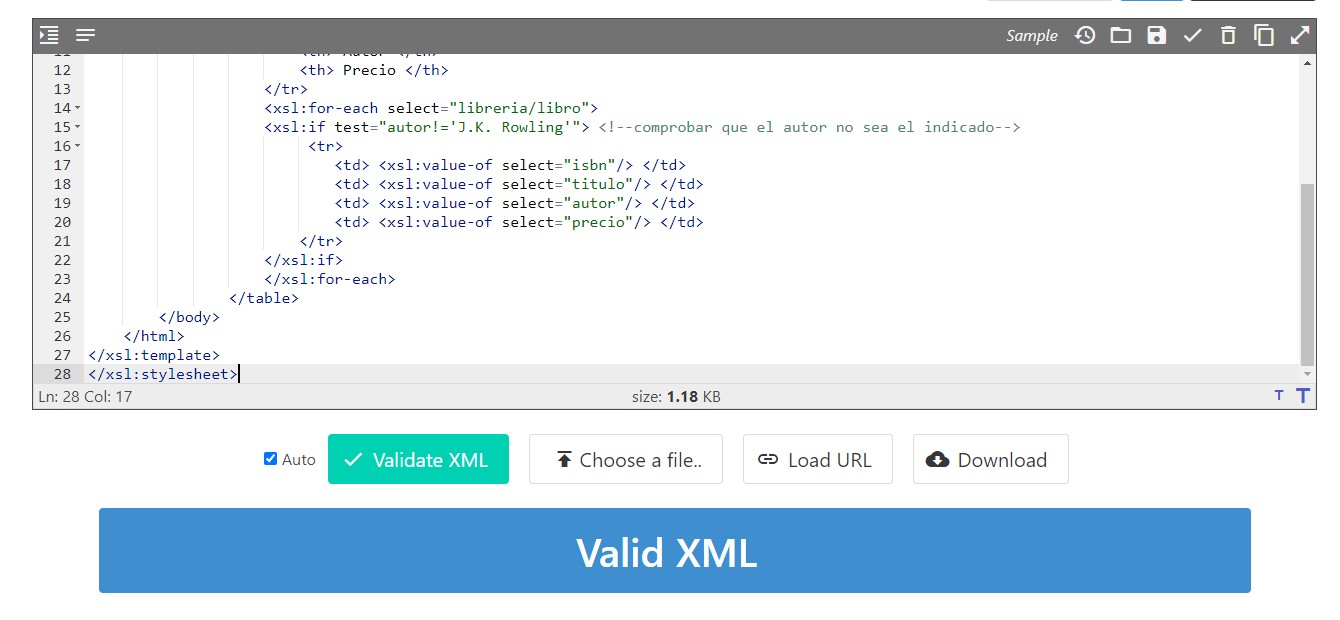 Sample
12 <th> Precio </th>
13 </tr>
14 <xsl:for-each select="libreria/libro">
15 <xsl:if test="autor!='J.K. Rowling'"> <!--comprobar que el autor no sea el indicado-->
16 <tr>
17 <td> <xsl:value-of select="isbn"/> </td>
18 <td> <xsl:value-of select="titulo"/> </td>
19 <td> <xsl:value-of select="autor"/> </td>
20 <td> <xsl:value-of select="precio"/> </td>
21 </tr>
22 </xsl:if>
23 </xsl:for-each>
24 </table>
25 </body>
26 </html>
27 </xsl:template>
28 </xsl:stylesheet>
Ln: 28 Col: 17 size: 1.18 KB T T
Auto Validate XML Choose a file.. Load URL Download
Valid XML